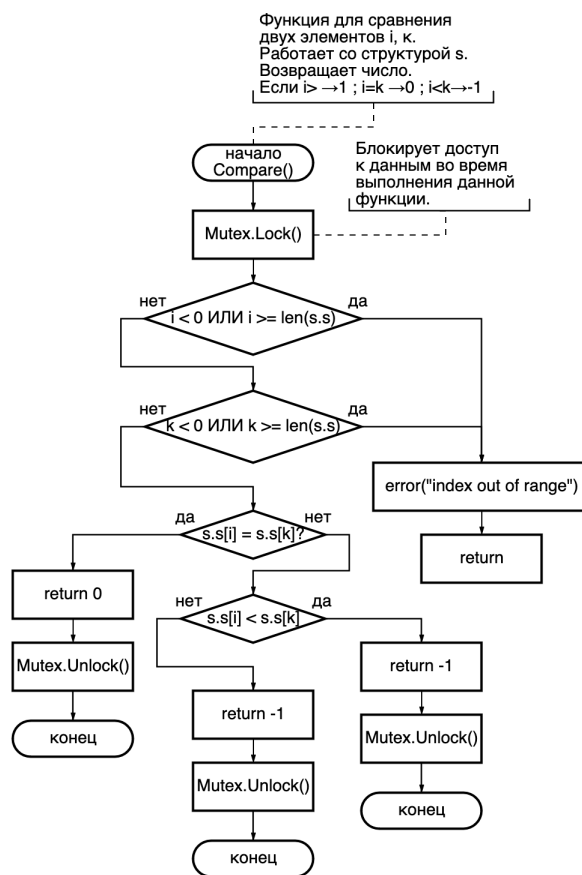 Функция для сравнения
двух элементов i, к.
Работает со структурой s.
Возвращает число.
Если i> →1 ; i=k →0 ; i<k→-1
начало
Compare()
Блокирует доступ
к данным во время
выполнения данной
функции.
Mutex.Lock()
нет
да
i < 0 ИЛИ i >= len(s.s)
нет
да
k < 0 ИЛИ k >= len(s.s)
error("index out of range")
return
да
нет
s.s[i] = s.s[k]?
return 0
Mutex.Unlock()
конец
нет
да
s.s[i] < s.s[k]
return -1
Mutex.Unlock()
конец
return -1
Mutex.Unlock()
конец